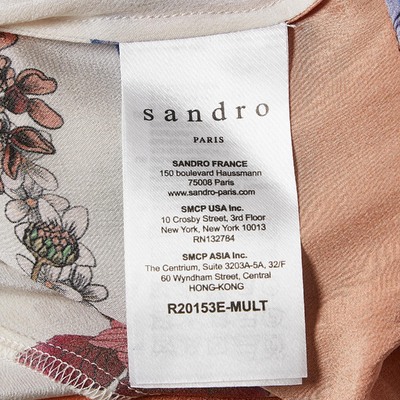 sandro
PARIS
SANDRO FRANCE
150 boulevard Haussmann
75008 Paris
www.sandro-paris.com
SMCP USA Inc.
10 Crosby Street, 3rd Floor
New York, New York 10013
RN132784
SMCP ASIA Inc.
The Centrium, Suite 3203A-5A, 32/F
60 Wyndham Street, Central
HONG-KONG
R20153E-MULT